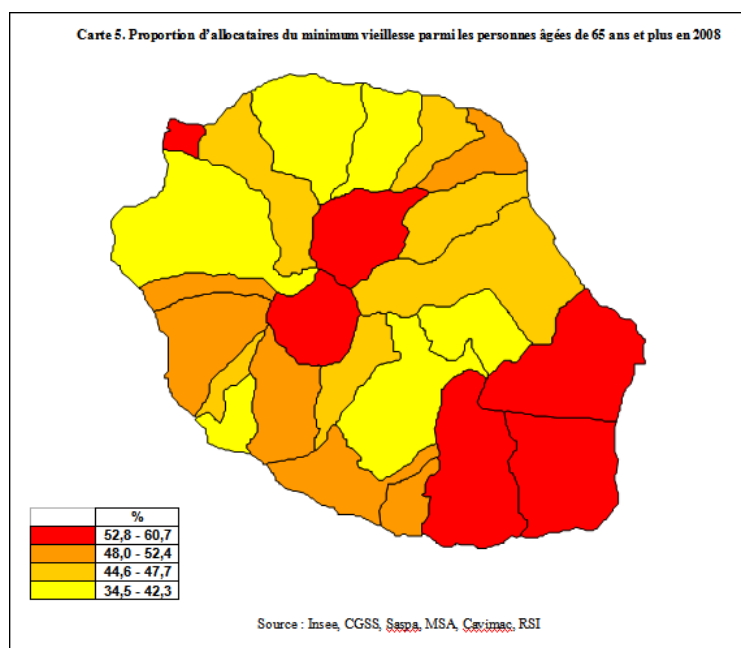 Carte 5. Proportion d'allocataires du minimum vieillesse parmi les personnes âgées de 65 ans et plus en 2008
%
52,8 - 60,7
48,0 - 52,4
44,6 - 47,7
34,5 - 42,3
Source : Insee, CGSS, Saspa, MSA, Cavimac, RSI